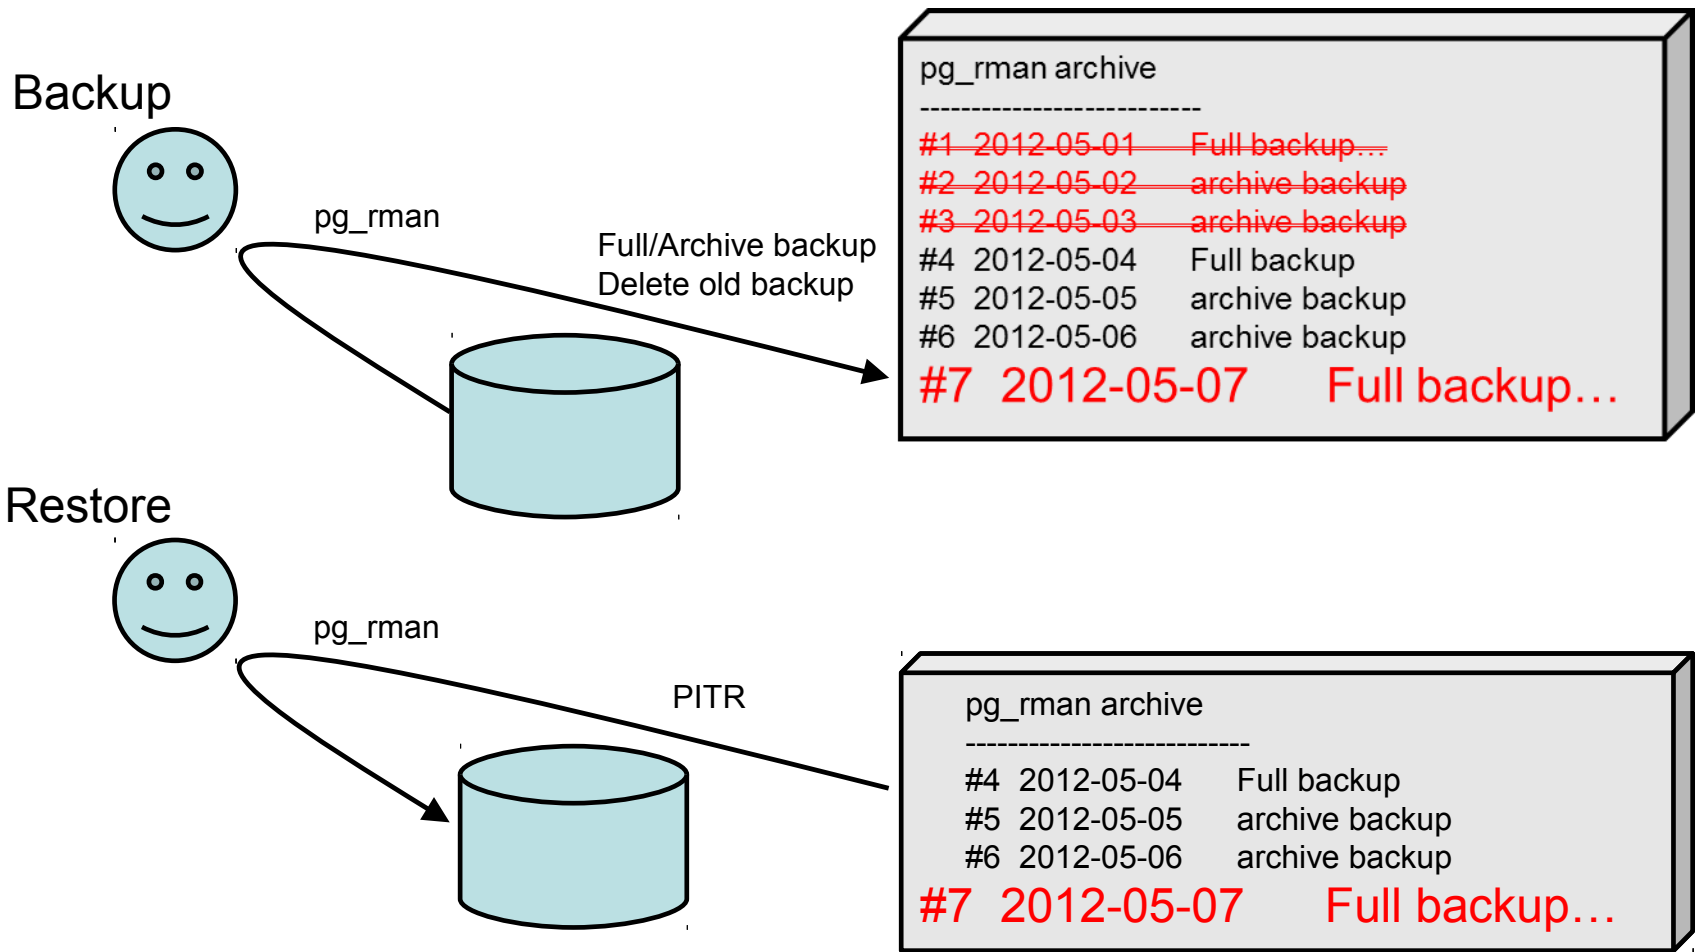 Backup
pg_rman
Full/Archive backup
Delete old backup
pg_rman archive
---------------------------
#1 2012-05-01 Full backup…
#2 2012-05-02 archive backup
#3 2012-05-03 archive backup
#4 2012-05-04 Full backup
#5 2012-05-05 archive backup
#6 2012-05-06 archive backup
#7 2012-05-07 Full backup…
Restore
pg_rman
PITR
pg_rman archive
---------------------------
#4 2012-05-04 Full backup
#5 2012-05-05 archive backup
#6 2012-05-06 archive backup
#7 2012-05-07 Full backup…